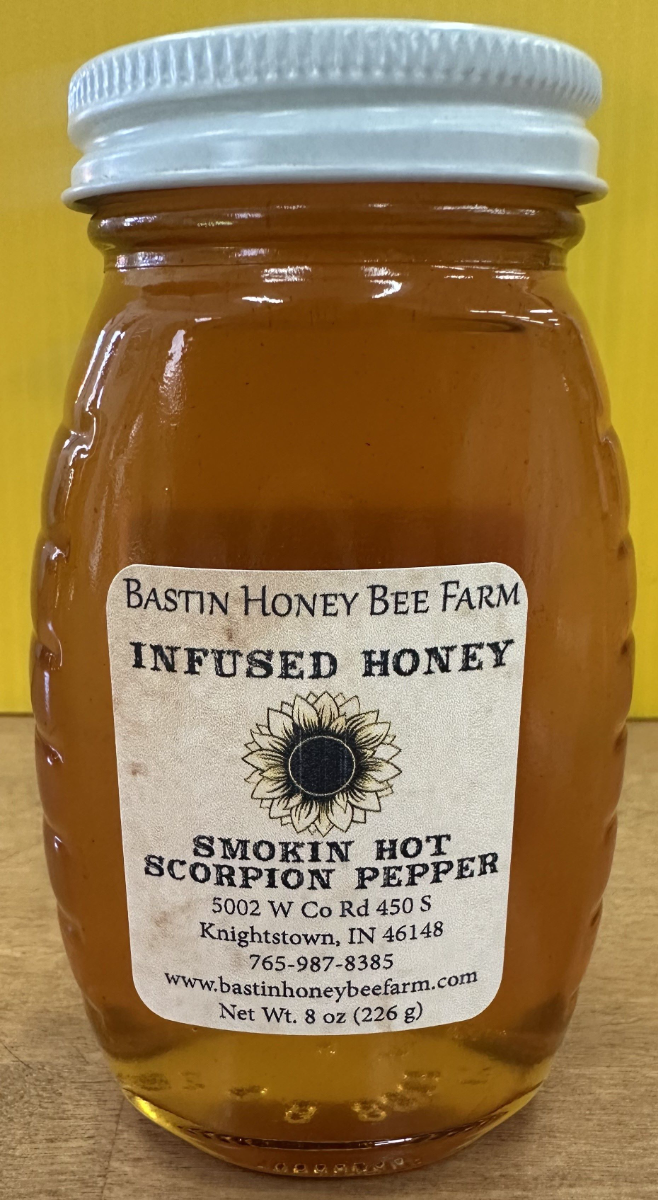 BASTIN HONEY BEE FARM
INFUSED HONEY
SMOKIN HOT
SCORPION PEPPER
5002 W Co Rd 450 S
Knightstown, IN 46148
765-987-8385
www.bastinhoneybeefarm.com
Net Wt. 8 oz (226 g)